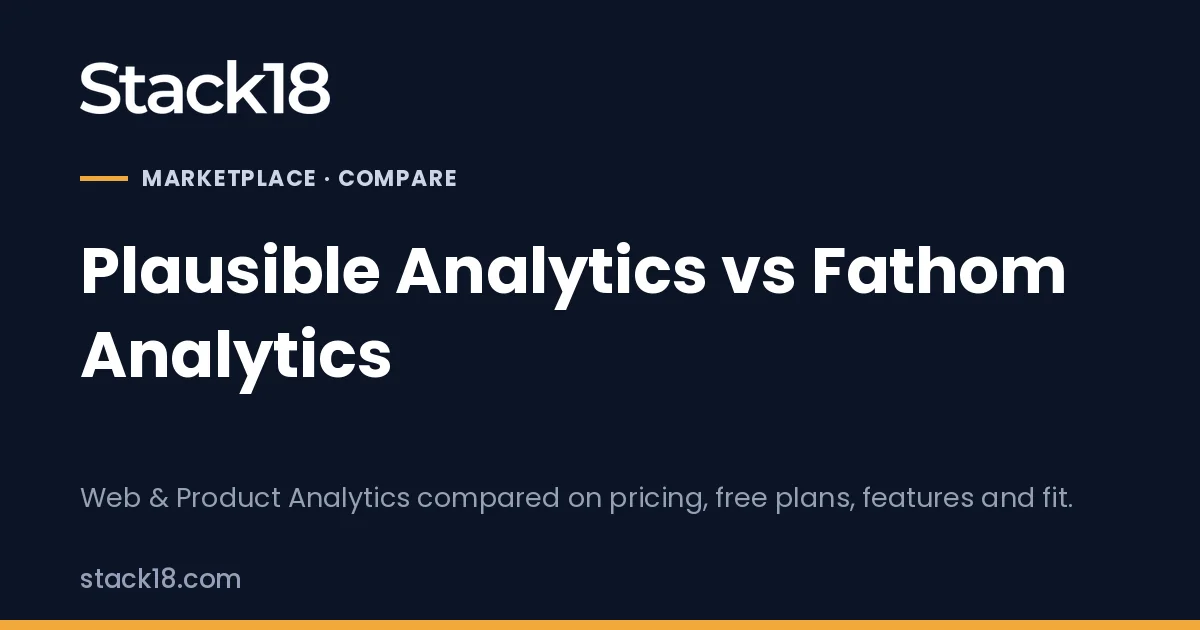 Stack18
MARKETPLACE · COMPARE
Plausible Analytics vs Fathom
Analytics
Web & Product Analytics compared on pricing, free plans, features and fit.
stack18.com